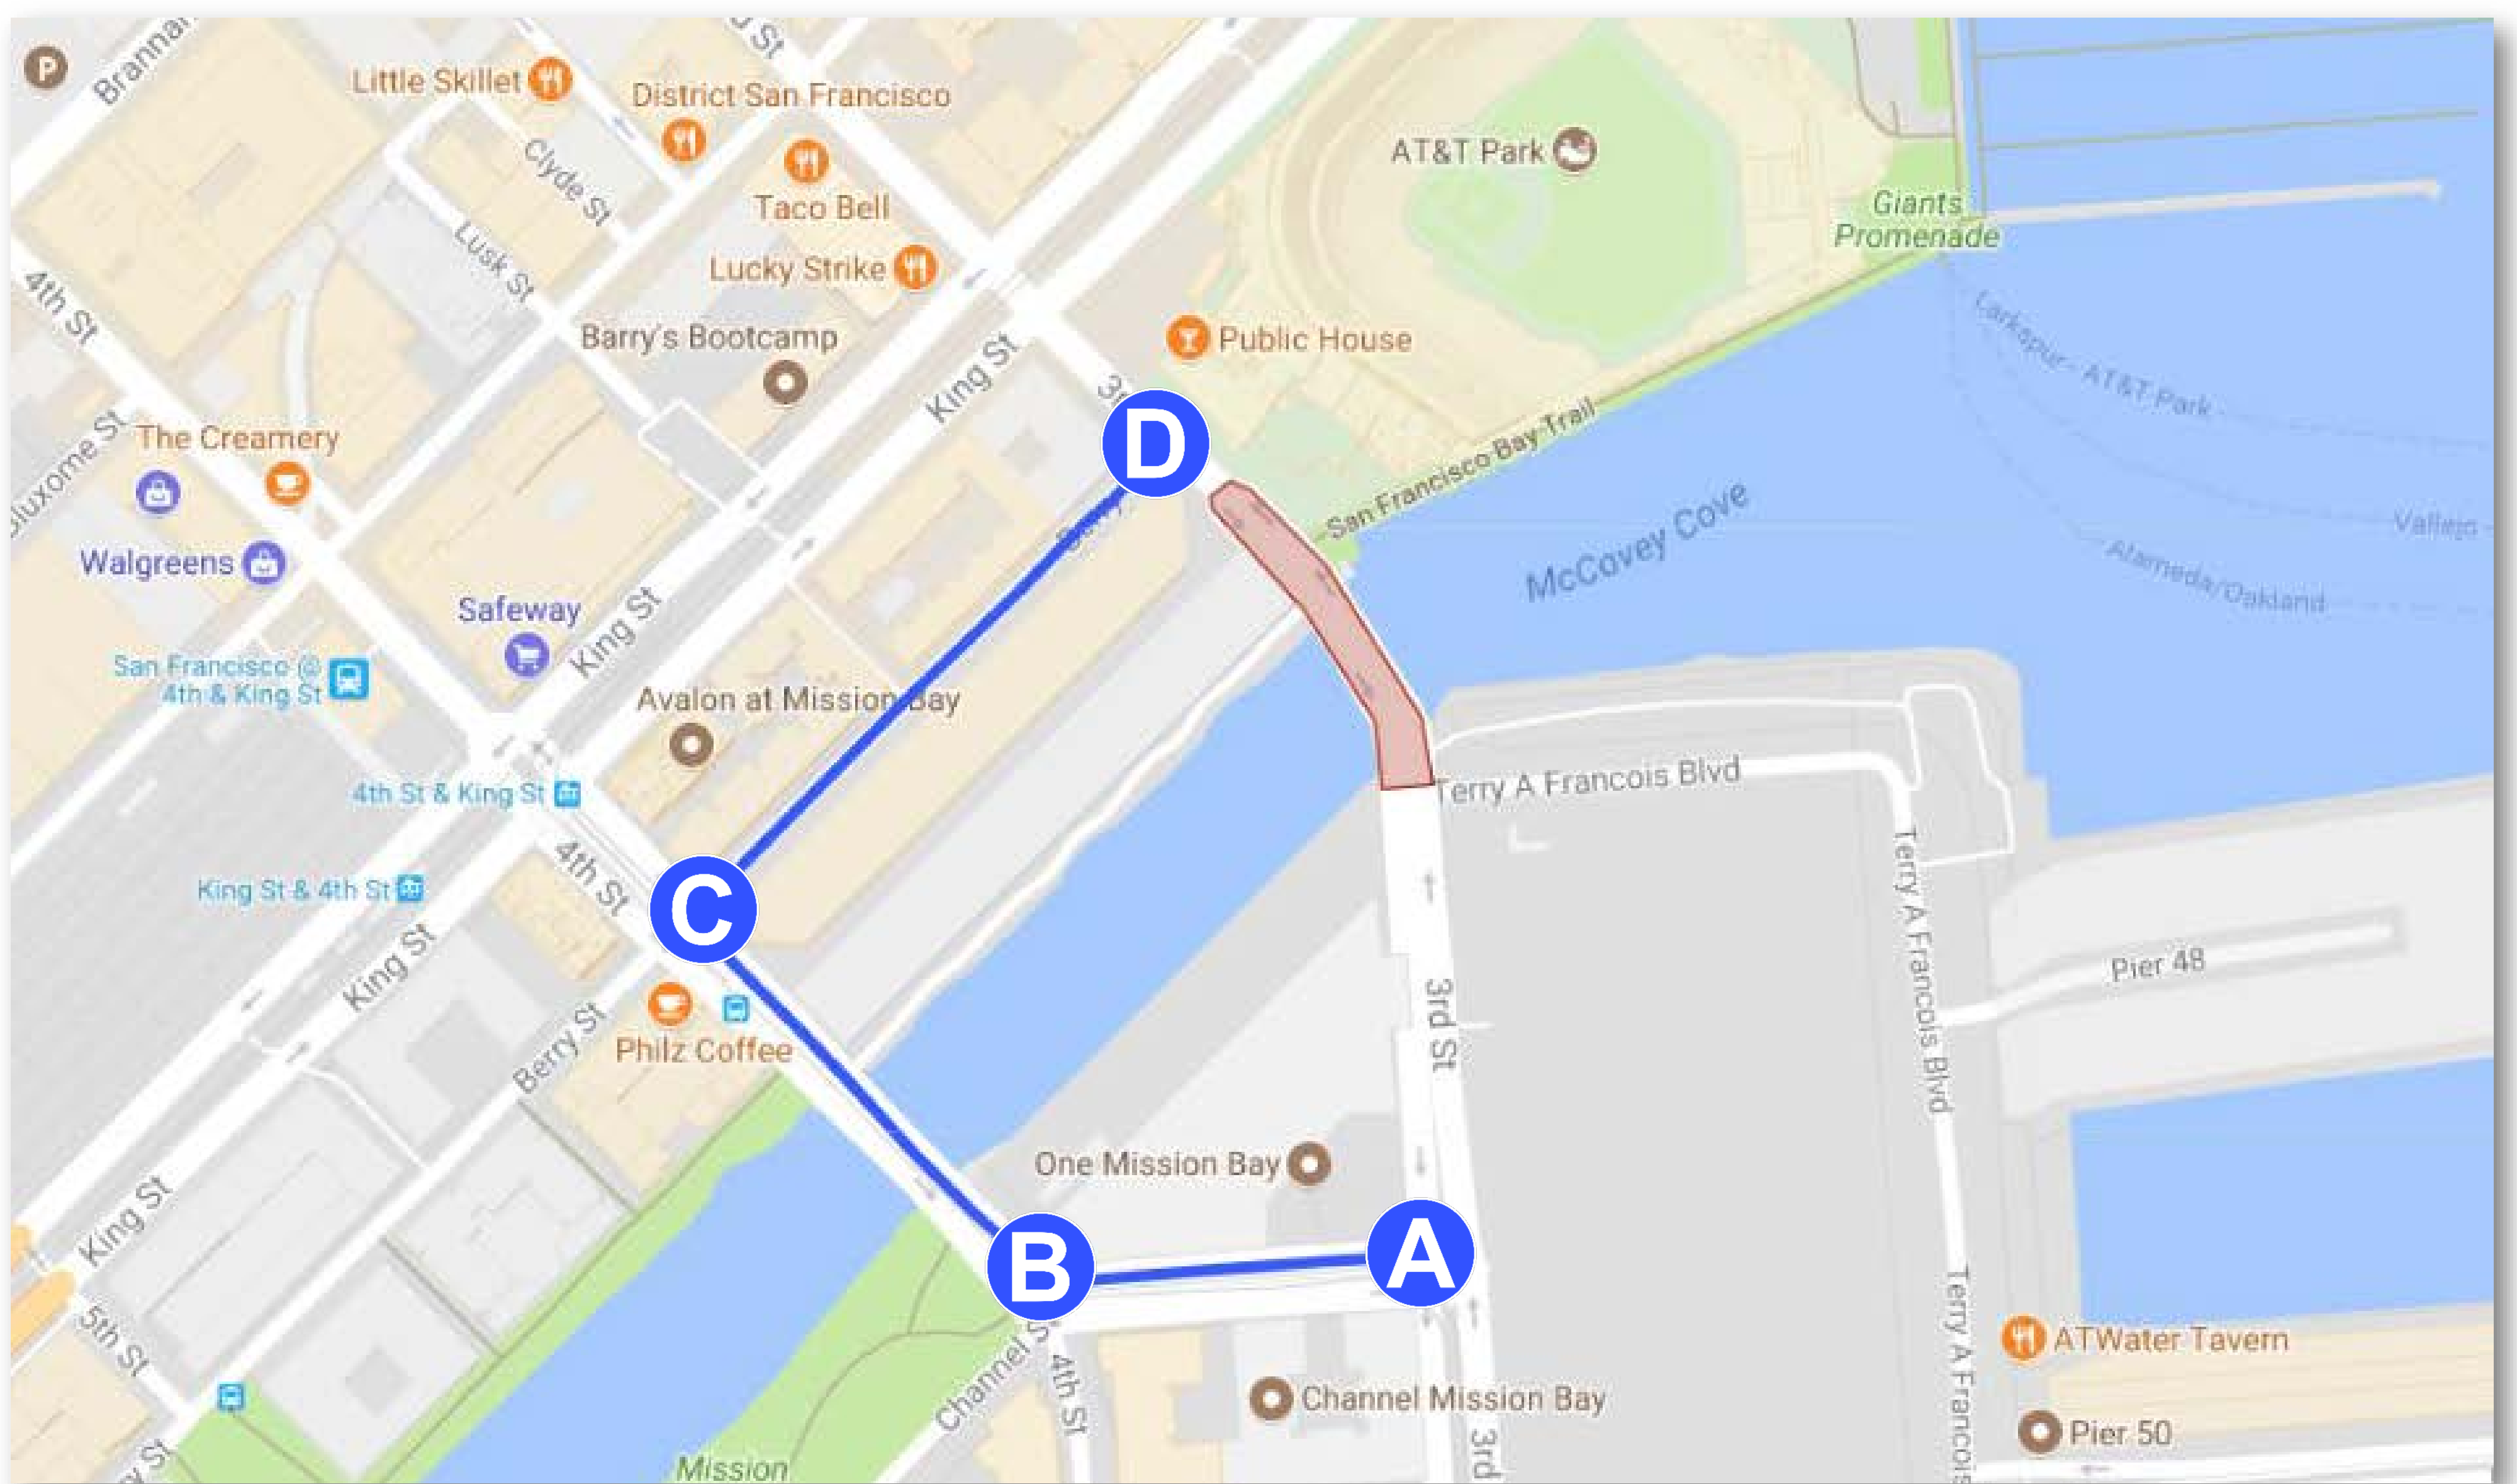 P
Brannan
Little Skillet
District San Francisco
Clyde St
Taco Bell
Lusk St
Lucky Strike
AT&T Park
Giants
Promenade
4th St
Barry's Bootcamp
King St
Public House
Larkspur - AT&T Park
D
The Creamery
Bluxome St
San Francisco Bay Trail
McCovey Cove
Vallejo
Alameda/Oakland
Walgreens
Safeway
King St
San Francisco @
4th & King St
Avalon at Mission Bay
4th St & King St
Terry A Francois Blvd
4th St
King St & 4th St
C
King St
Terry A Francois Blvd
Pier 48
3rd St
Philz Coffee
Berry St
One Mission Bay
King St
B
A
5th St
Channel S
4th St
Terry A Francois
ATWater Tavern
Channel Mission Bay
3rd
Pier 50
Mission